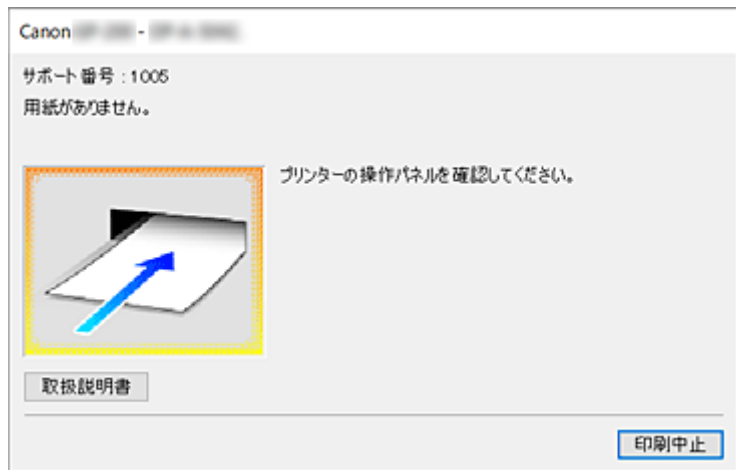 Canon -
サポート番号:1005
用紙がありません。
プリンターの操作パネルを確認してください。
取扱説明書
印刷中止